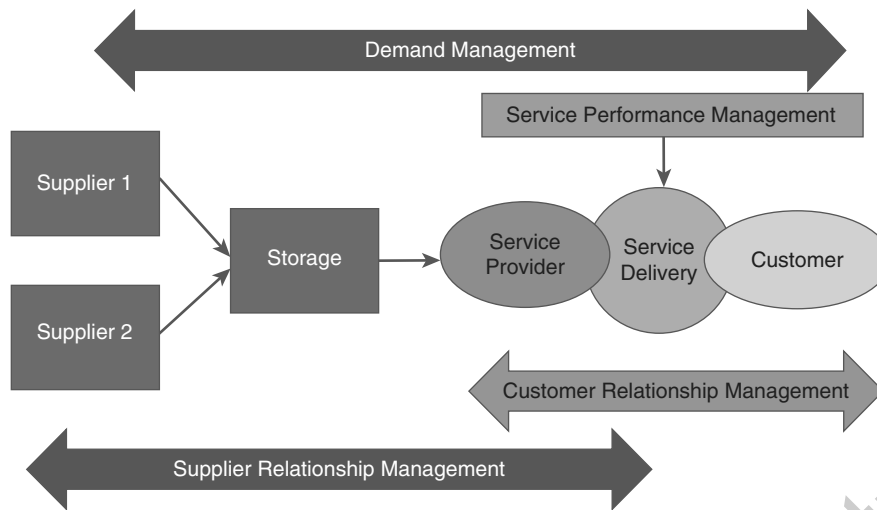 Demand Management
Service Performance Management
Supplier 1
Supplier 2
Storage
Service
Provider
Service
Delivery
Customer
Customer Relationship Management
Supplier Relationship Management